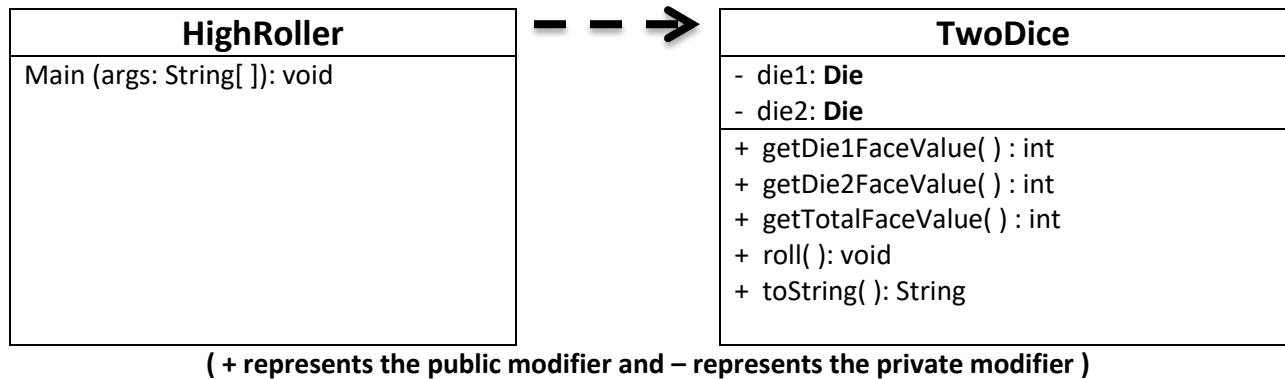 HighRoller
Main (args: String[ ]): void
TwoDice
- die1: Die
- die2: Die
+ getDie1FaceValue( ) : int
+ getDie2FaceValue( ) : int
+ getTotalFaceValue( ) : int
+ roll( ): void
+ toString( ): String
( + represents the public modifier and – represents the private modifier )